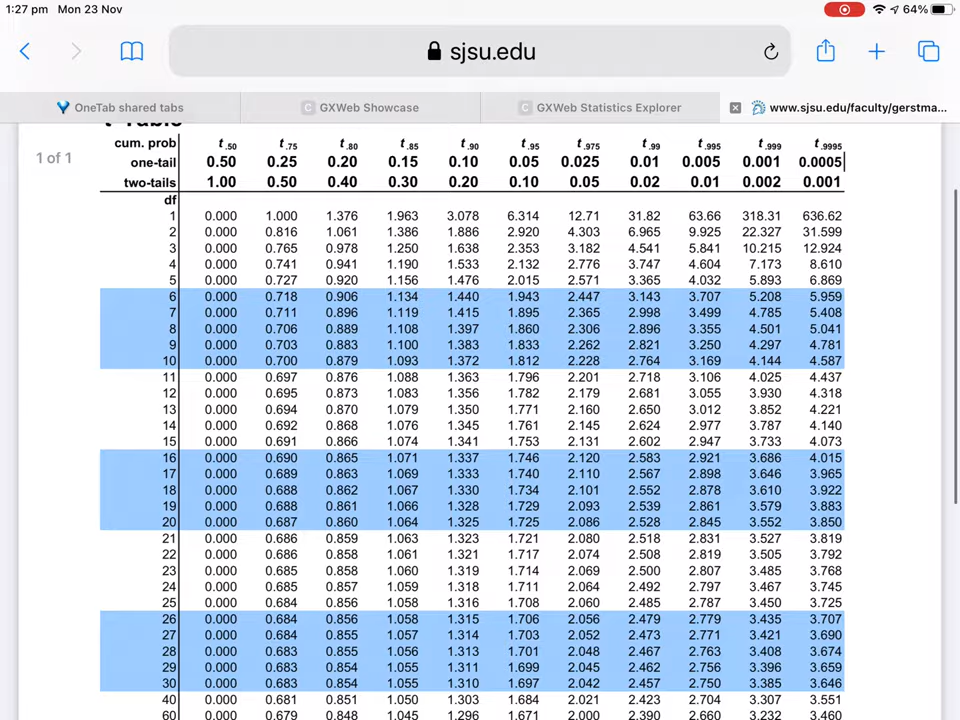 1:27 pm Mon 23 Nov 64%
sjsu.edu
OneTab shared tabs C GXWeb Showcase C GXWeb Statistics Explorer www.sjsu.edu/faculty/gerstma...
t Table
1 of 1
cum. prob t .50 t .75 t .80 t .85 t .90 t .95 t .975 t .99 t .995 t .999 t .9995
one-tail 0.50 0.25 0.20 0.15 0.10 0.05 0.025 0.01 0.005 0.001 0.0005
two-tails 1.00 0.50 0.40 0.30 0.20 0.10 0.05 0.02 0.01 0.002 0.001
df
1 0.000 1.000 1.376 1.963 3.078 6.314 12.71 31.82 63.66 318.31 636.62
2 0.000 0.816 1.061 1.386 1.886 2.920 4.303 6.965 9.925 22.327 31.599
3 0.000 0.765 0.978 1.250 1.638 2.353 3.182 4.541 5.841 10.215 12.924
4 0.000 0.741 0.941 1.190 1.533 2.132 2.776 3.747 4.604 7.173 8.610
5 0.000 0.727 0.920 1.156 1.476 2.015 2.571 3.365 4.032 5.893 6.869
6 0.000 0.718 0.906 1.134 1.440 1.943 2.447 3.143 3.707 5.208 5.959
7 0.000 0.711 0.896 1.119 1.415 1.895 2.365 2.998 3.499 4.785 5.408
8 0.000 0.706 0.889 1.108 1.397 1.860 2.306 2.896 3.355 4.501 5.041
9 0.000 0.703 0.883 1.100 1.383 1.833 2.262 2.821 3.250 4.297 4.781
10 0.000 0.700 0.879 1.093 1.372 1.812 2.228 2.764 3.169 4.144 4.587
11 0.000 0.697 0.876 1.088 1.363 1.796 2.201 2.718 3.106 4.025 4.437
12 0.000 0.695 0.873 1.083 1.356 1.782 2.179 2.681 3.055 3.930 4.318
13 0.000 0.694 0.870 1.079 1.350 1.771 2.160 2.650 3.012 3.852 4.221
14 0.000 0.692 0.868 1.076 1.345 1.761 2.145 2.624 2.977 3.787 4.140
15 0.000 0.691 0.866 1.074 1.341 1.753 2.131 2.602 2.947 3.733 4.073
16 0.000 0.690 0.865 1.071 1.337 1.746 2.120 2.583 2.921 3.686 4.015
17 0.000 0.689 0.863 1.069 1.333 1.740 2.110 2.567 2.898 3.646 3.965
18 0.000 0.688 0.862 1.067 1.330 1.734 2.101 2.552 2.878 3.610 3.922
19 0.000 0.688 0.861 1.066 1.328 1.729 2.093 2.539 2.861 3.579 3.883
20 0.000 0.687 0.860 1.064 1.325 1.725 2.086 2.528 2.845 3.552 3.850
21 0.000 0.686 0.859 1.063 1.323 1.721 2.080 2.518 2.831 3.527 3.819
22 0.000 0.686 0.858 1.061 1.321 1.717 2.074 2.508 2.819 3.505 3.792
23 0.000 0.685 0.858 1.060 1.319 1.714 2.069 2.500 2.807 3.485 3.768
24 0.000 0.685 0.857 1.059 1.318 1.711 2.064 2.492 2.797 3.467 3.745
25 0.000 0.684 0.856 1.058 1.316 1.708 2.060 2.485 2.787 3.450 3.725
26 0.000 0.684 0.856 1.058 1.315 1.706 2.056 2.479 2.779 3.435 3.707
27 0.000 0.684 0.855 1.057 1.314 1.703 2.052 2.473 2.771 3.421 3.690
28 0.000 0.683 0.855 1.056 1.313 1.701 2.048 2.467 2.763 3.408 3.674
29 0.000 0.683 0.854 1.055 1.311 1.699 2.045 2.462 2.756 3.396 3.659
30 0.000 0.683 0.854 1.055 1.310 1.697 2.042 2.457 2.750 3.385 3.646
40 0.000 0.681 0.851 1.050 1.303 1.684 2.021 2.423 2.704 3.307 3.551
60 0.000 0.679 0.848 1.045 1.296 1.671 2.000 2.390 2.660 3.232 3.460